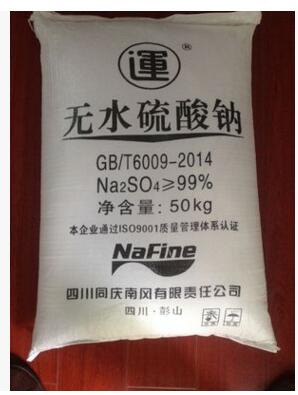 運®
无水硫酸钠
GB/T6009-2014
Na₂SO₄≥99%
净含量: 50kg
本企业通过ISO9001质量管理体系认证
NaFine
四川同庆南风有限责任公司
四川·彭山